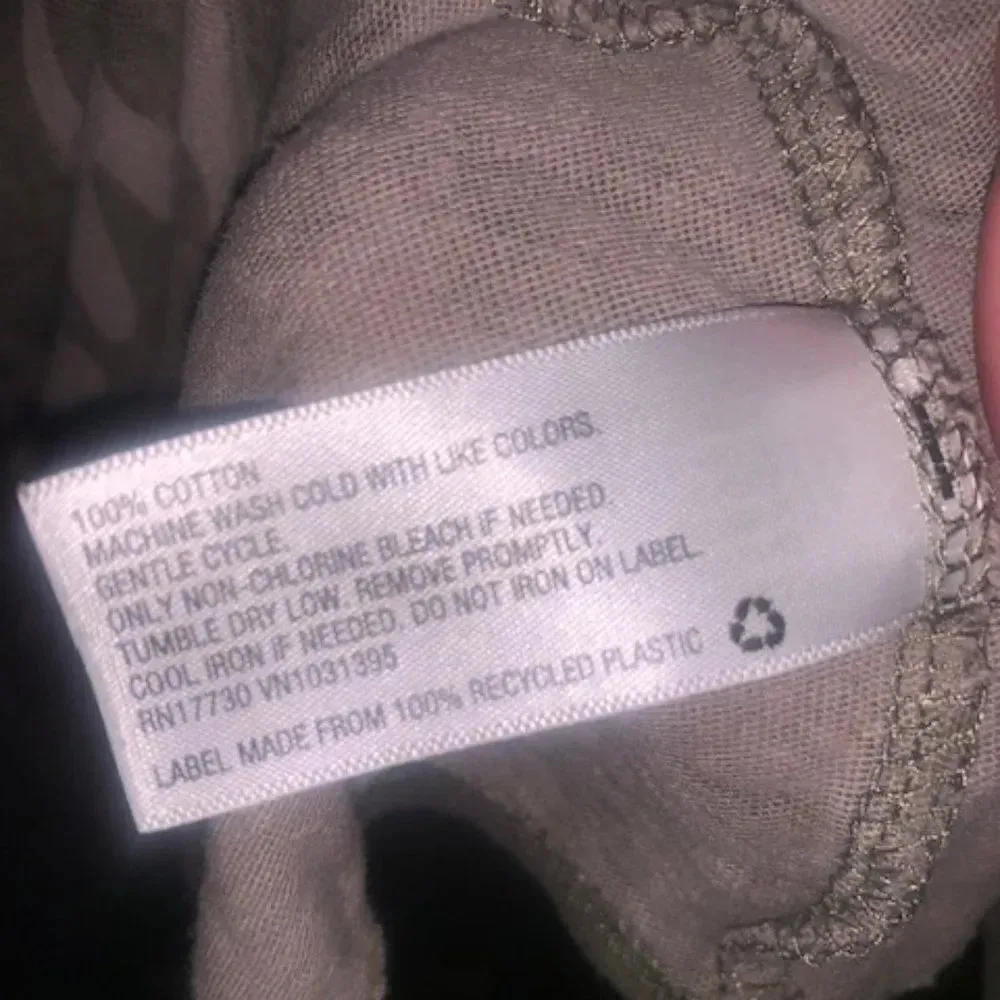 100% COTTON
MACHINE WASH COLD WITH LIKE COLORS.
GENTLE CYCLE.
ONLY NON-CHLORINE BLEACH IF NEEDED.
TUMBLE DRY LOW. REMOVE PROMPTLY.
COOL IRON IF NEEDED. DO NOT IRON ON LABEL.
RN17730 VN1031395
LABEL MADE FROM 100% RECYCLED PLASTIC